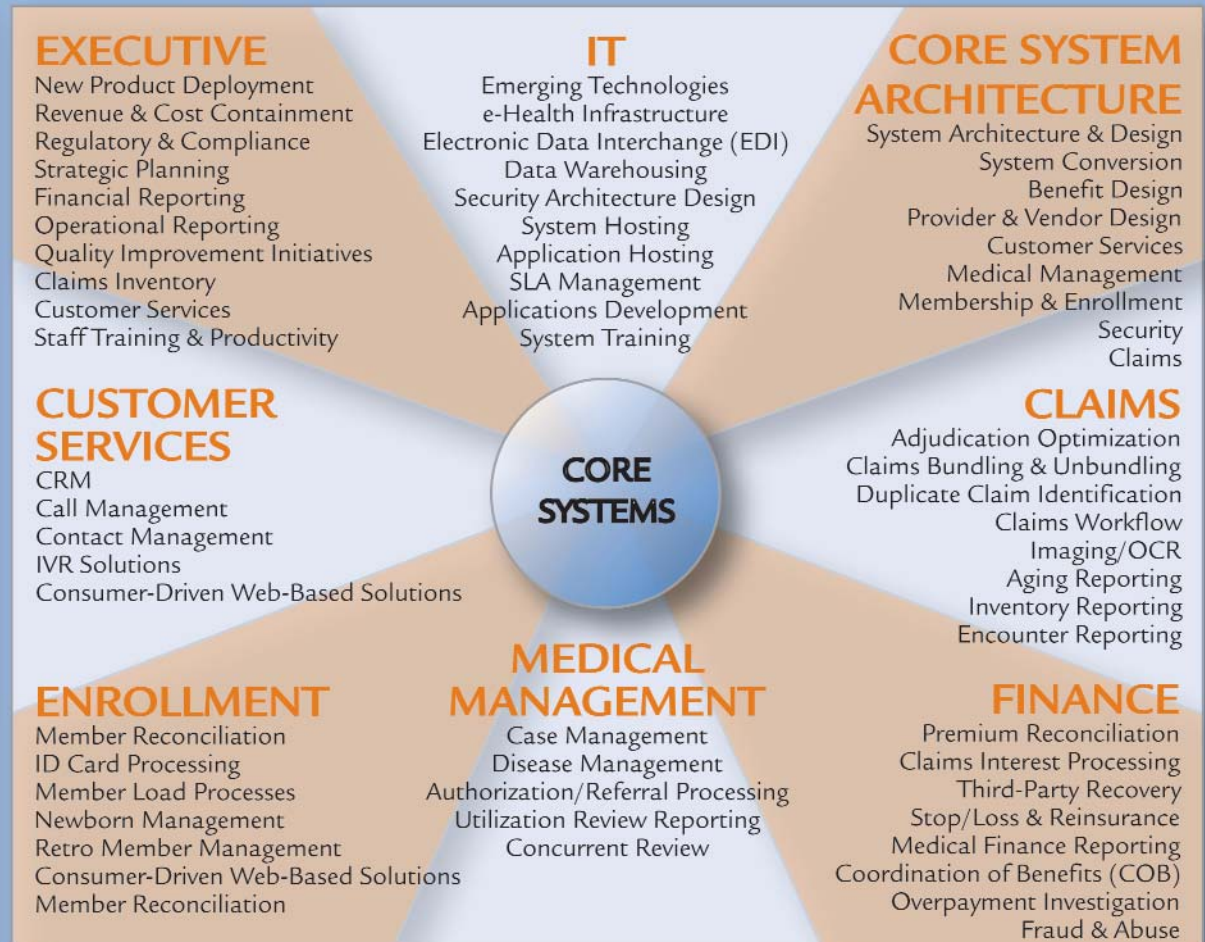 EXECUTIVE
New Product Deployment
Revenue & Cost Containment
Regulatory & Compliance
Strategic Planning
Financial Reporting
Operational Reporting
Quality Improvement Initiatives
Claims Inventory
Customer Services
Staff Training & Productivity
IT
Emerging Technologies
e-Health Infrastructure
Electronic Data Interchange (EDI)
Data Warehousing
Security Architecture Design
System Hosting
Application Hosting
SLA Management
Applications Development
System Training
CORE SYSTEM
ARCHITECTURE
System Architecture & Design
System Conversion
Benefit Design
Provider & Vendor Design
Customer Services
Medical Management
Membership & Enrollment
Security
Claims
CUSTOMER
SERVICES
CRM
Call Management
Contact Management
IVR Solutions
Consumer-Driven Web-Based Solutions
CORE
SYSTEMS
CLAIMS
Adjudication Optimization
Claims Bundling & Unbundling
Duplicate Claim Identification
Claims Workflow
Imaging/OCR
Aging Reporting
Inventory Reporting
Encounter Reporting
ENROLLMENT
Member Reconciliation
ID Card Processing
Member Load Processes
Newborn Management
Retro Member Management
Consumer-Driven Web-Based Solutions
Member Reconciliation
MEDICAL
MANAGEMENT
Case Management
Disease Management
Authorization/Referral Processing
Utilization Review Reporting
Concurrent Review
FINANCE
Premium Reconciliation
Claims Interest Processing
Third-Party Recovery
Stop/Loss & Reinsurance
Medical Finance Reporting
Coordination of Benefits (COB)
Overpayment Investigation
Fraud & Abuse